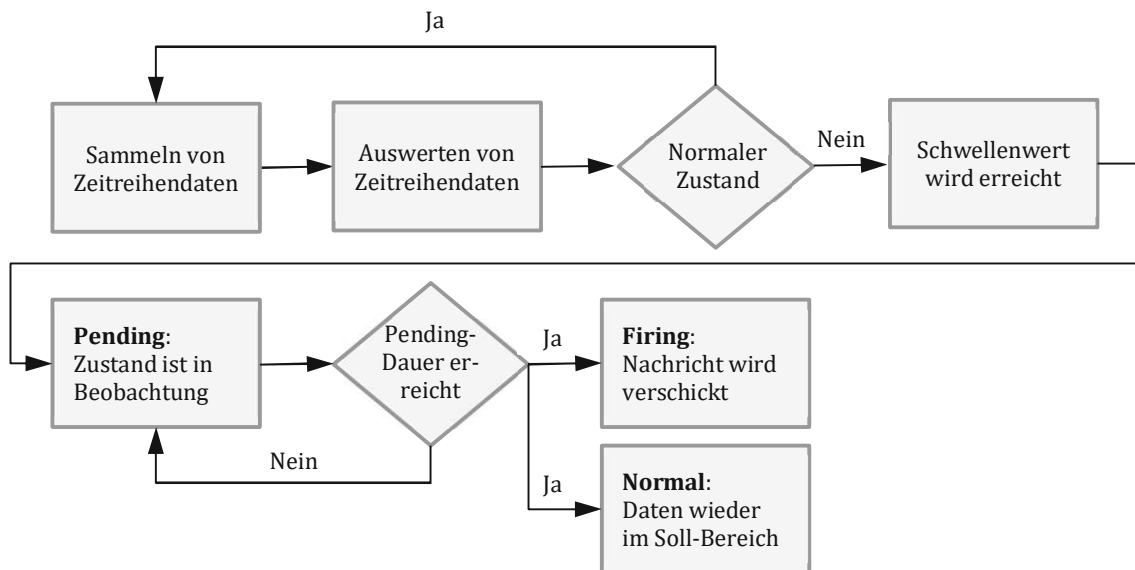 Ja
Sammeln von
Zeitreihendaten
Auswerten von
Zeitreihendaten
Normaler
Zustand
Nein
Schwellenwert
wird erreicht
Pending:
Zustand ist in
Beobachtung
Pending-
Dauer er-
reicht
Ja
Firing:
Nachricht wird
verschickt
Nein
Ja
Normal:
Daten wieder
im Soll-Bereich